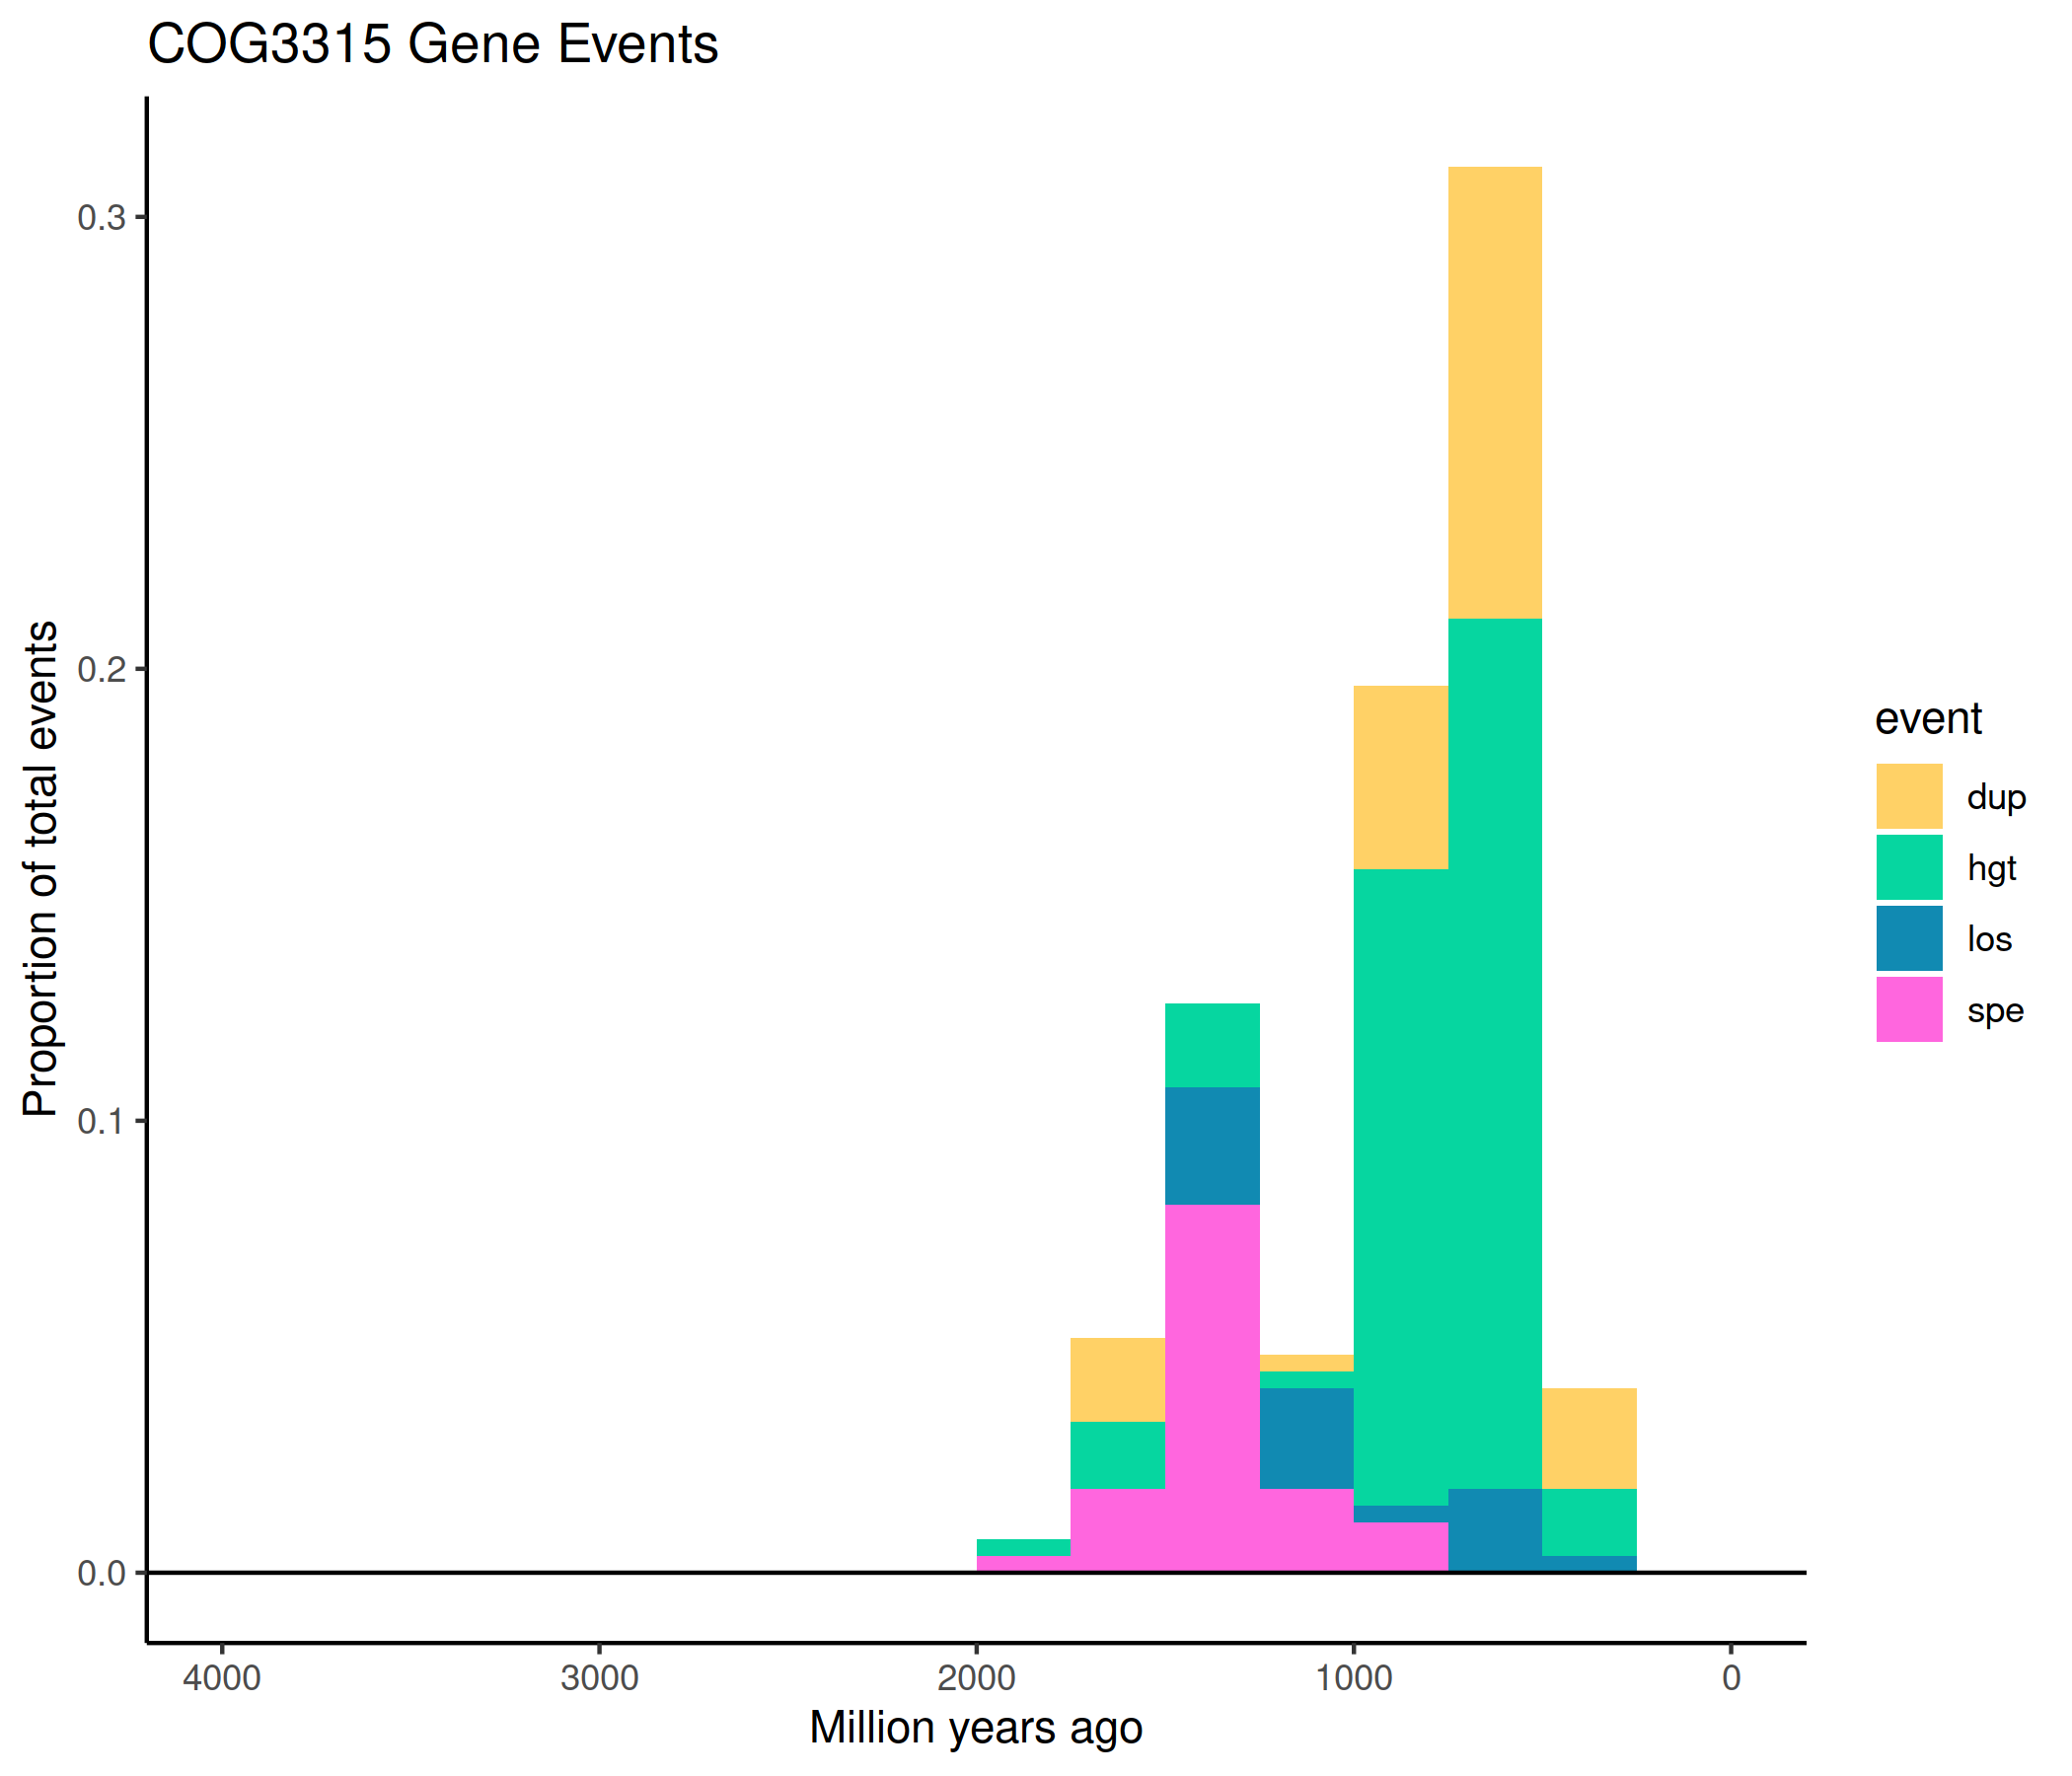 COG3315 Gene Events
0.3
0.2
0.1
0.0
Proportion of total events
4000 3000 2000 1000 0
Million years ago
event
dup
hgt
los
spe